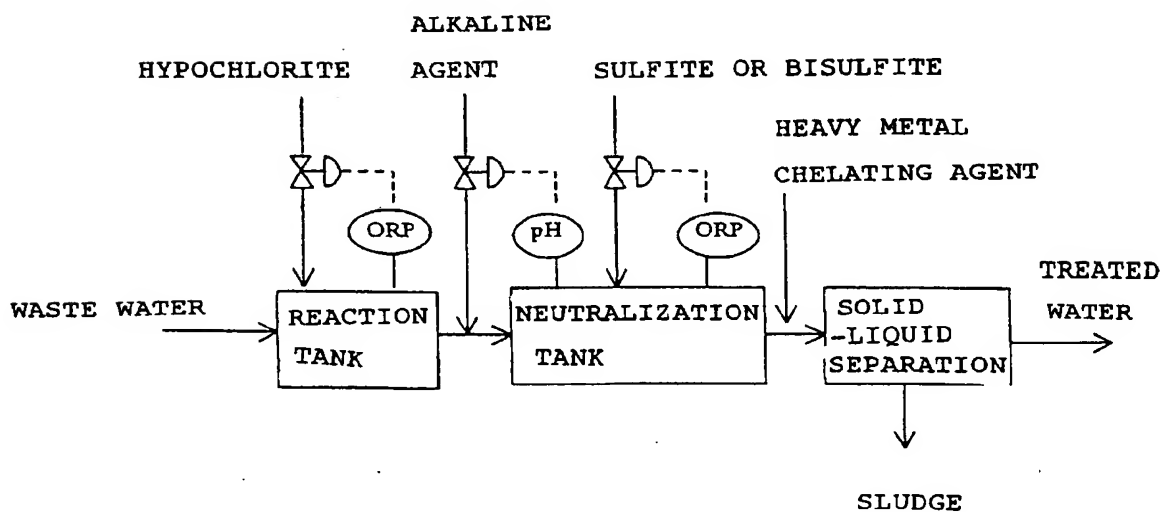 ALKALINE
AGENT
HYPOCHLORITE
SULFITE OR BISULFITE
HEAVY METAL
CHELATING AGENT
ORP
pH
ORP
WASTE WATER
REACTION
TANK
NEUTRALIZATION
TANK
SOLID
-LIQUID
SEPARATION
TREATED
WATER
SLUDGE